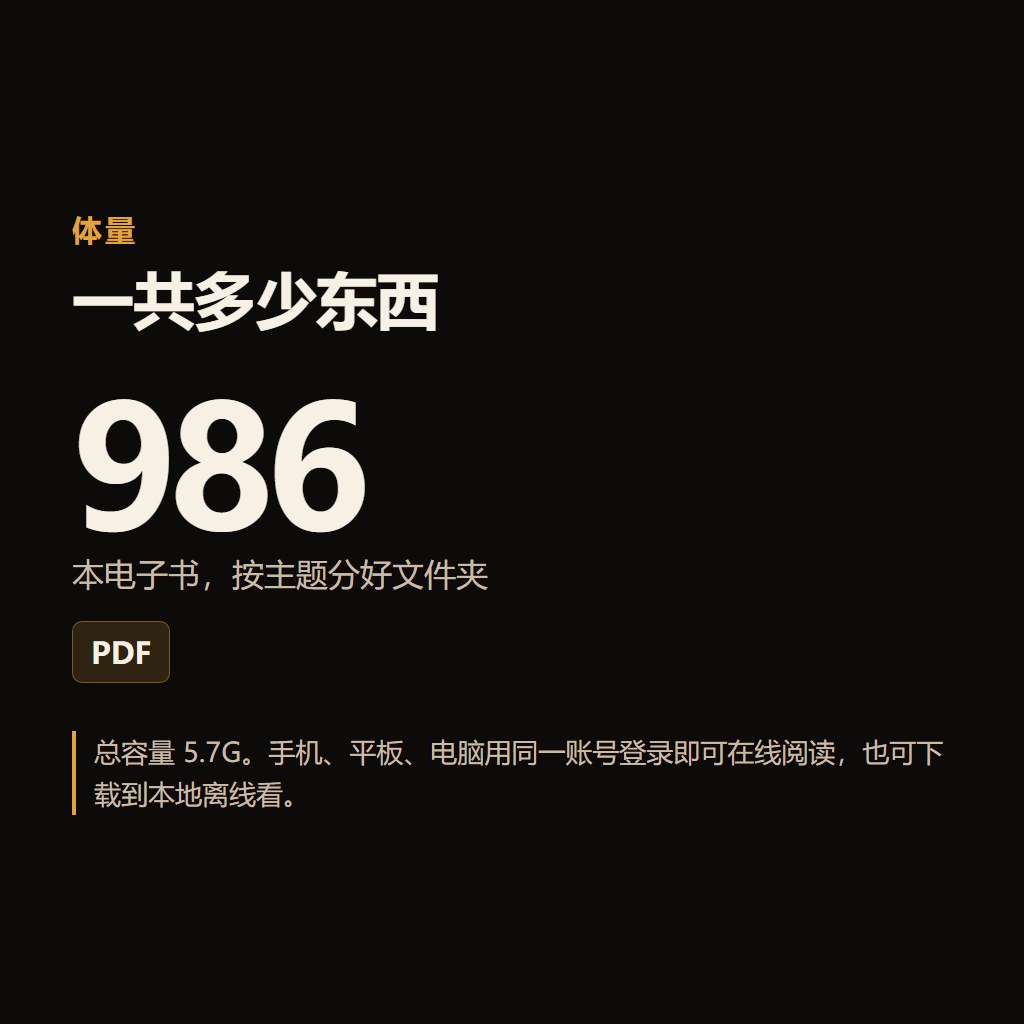 体量
一共多少东西
986
本电子书，按主题分好文件夹
PDF
总容量 5.7G。手机、平板、电脑用同一账号登录即可在线阅读，也可下
载到本地离线看。